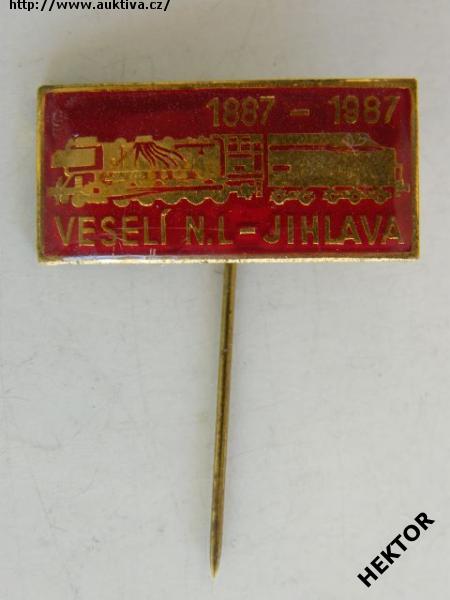 http://www.auktiva.cz/
1887 - 1987
VESELÍ N.L - JIHLAVA
HEKTOR